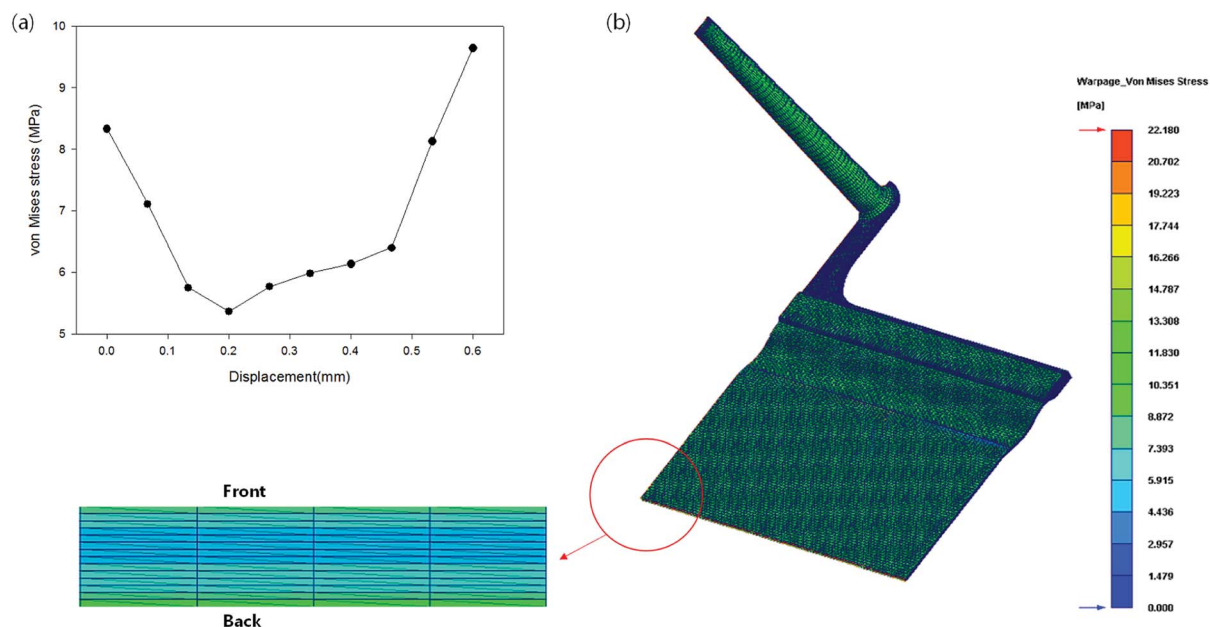 (a)
10
9
8
7
6
5
von Mises stress (MPa)
0.0 0.1 0.2 0.3 0.4 0.5 0.6
Displacement(mm)
Front
Back
(b)
Warpage_Von Mises Stress
[MPa]
22.180
20.702
19.223
17.744
16.266
14.787
13.308
11.830
10.351
8.872
7.393
5.915
4.436
2.957
1.479
0.000